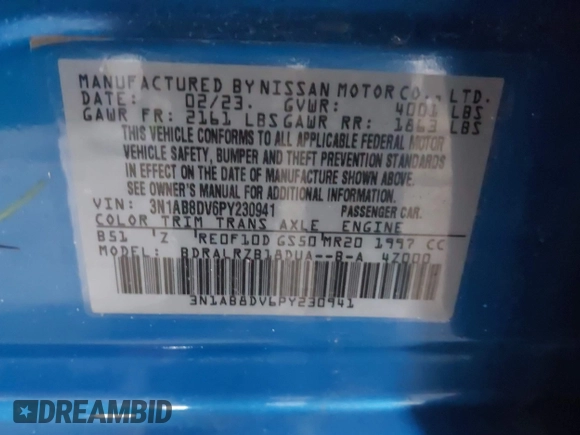 MANUFACTURED BY NISSAN MOTOR CO., LTD.
DATE: 02/23. GVWR: 4001 LBS
GAWR FR: 2161 LBS GAWR RR: 1863 LBS
THIS VEHICLE CONFORMS TO ALL APPLICABLE FEDERAL MOTOR
VEHICLE SAFETY, BUMPER AND THEFT PREVENTION STANDARDS
IN EFFECT ON THE DATE OF MANUFACTURE SHOWN ABOVE.
SEE OWNER'S MANUAL FOR ADDITIONAL INFORMATION.
VIN: 3N1AB8DV6PY230941 PASSENGER CAR.
COLOR TRIM TRANS AXLE ENGINE
B51 Z RE0F10D GS50 MR20 1997 CC
MODEL: BDRALRZB18DUA--B-A 4Z000
3N1AB8DV6PY230941
DREAMBID